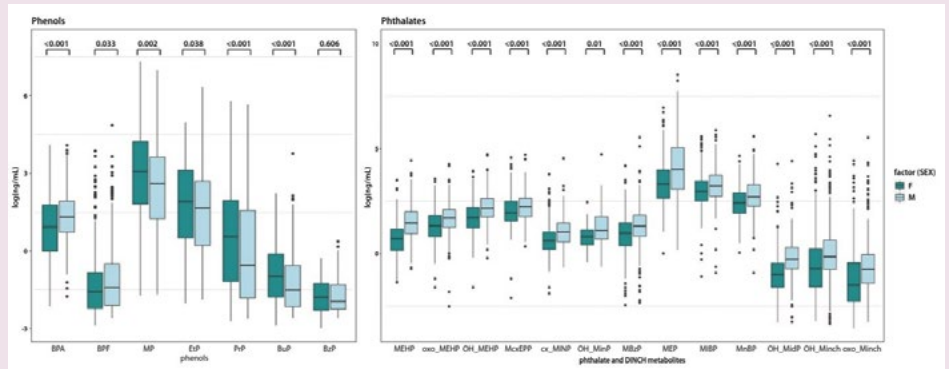 Phenols
<0.001 0.033 0.002 0.038 <0.001 <0.001 0.606
log(ng/mL)
6
3
0
-3
BPA BPF MP EtP PrP BuP BzP
phenols
Phthalates
<0.001 <0.001 <0.001 <0.001 <0.001 0.01 <0.001 <0.001 <0.001 <0.001 <0.001 <0.001 <0.001
log(ng/mL)
10
5
0
MEHP oxo_MEHP OH_MEHP McxEPP cx_MINP OH_MinP MBzP MEP MIBP MnBP OH_MidP OH_Minch oxo_Minch
phthalate and DINCH metabolites
factor (SEX)
F
M